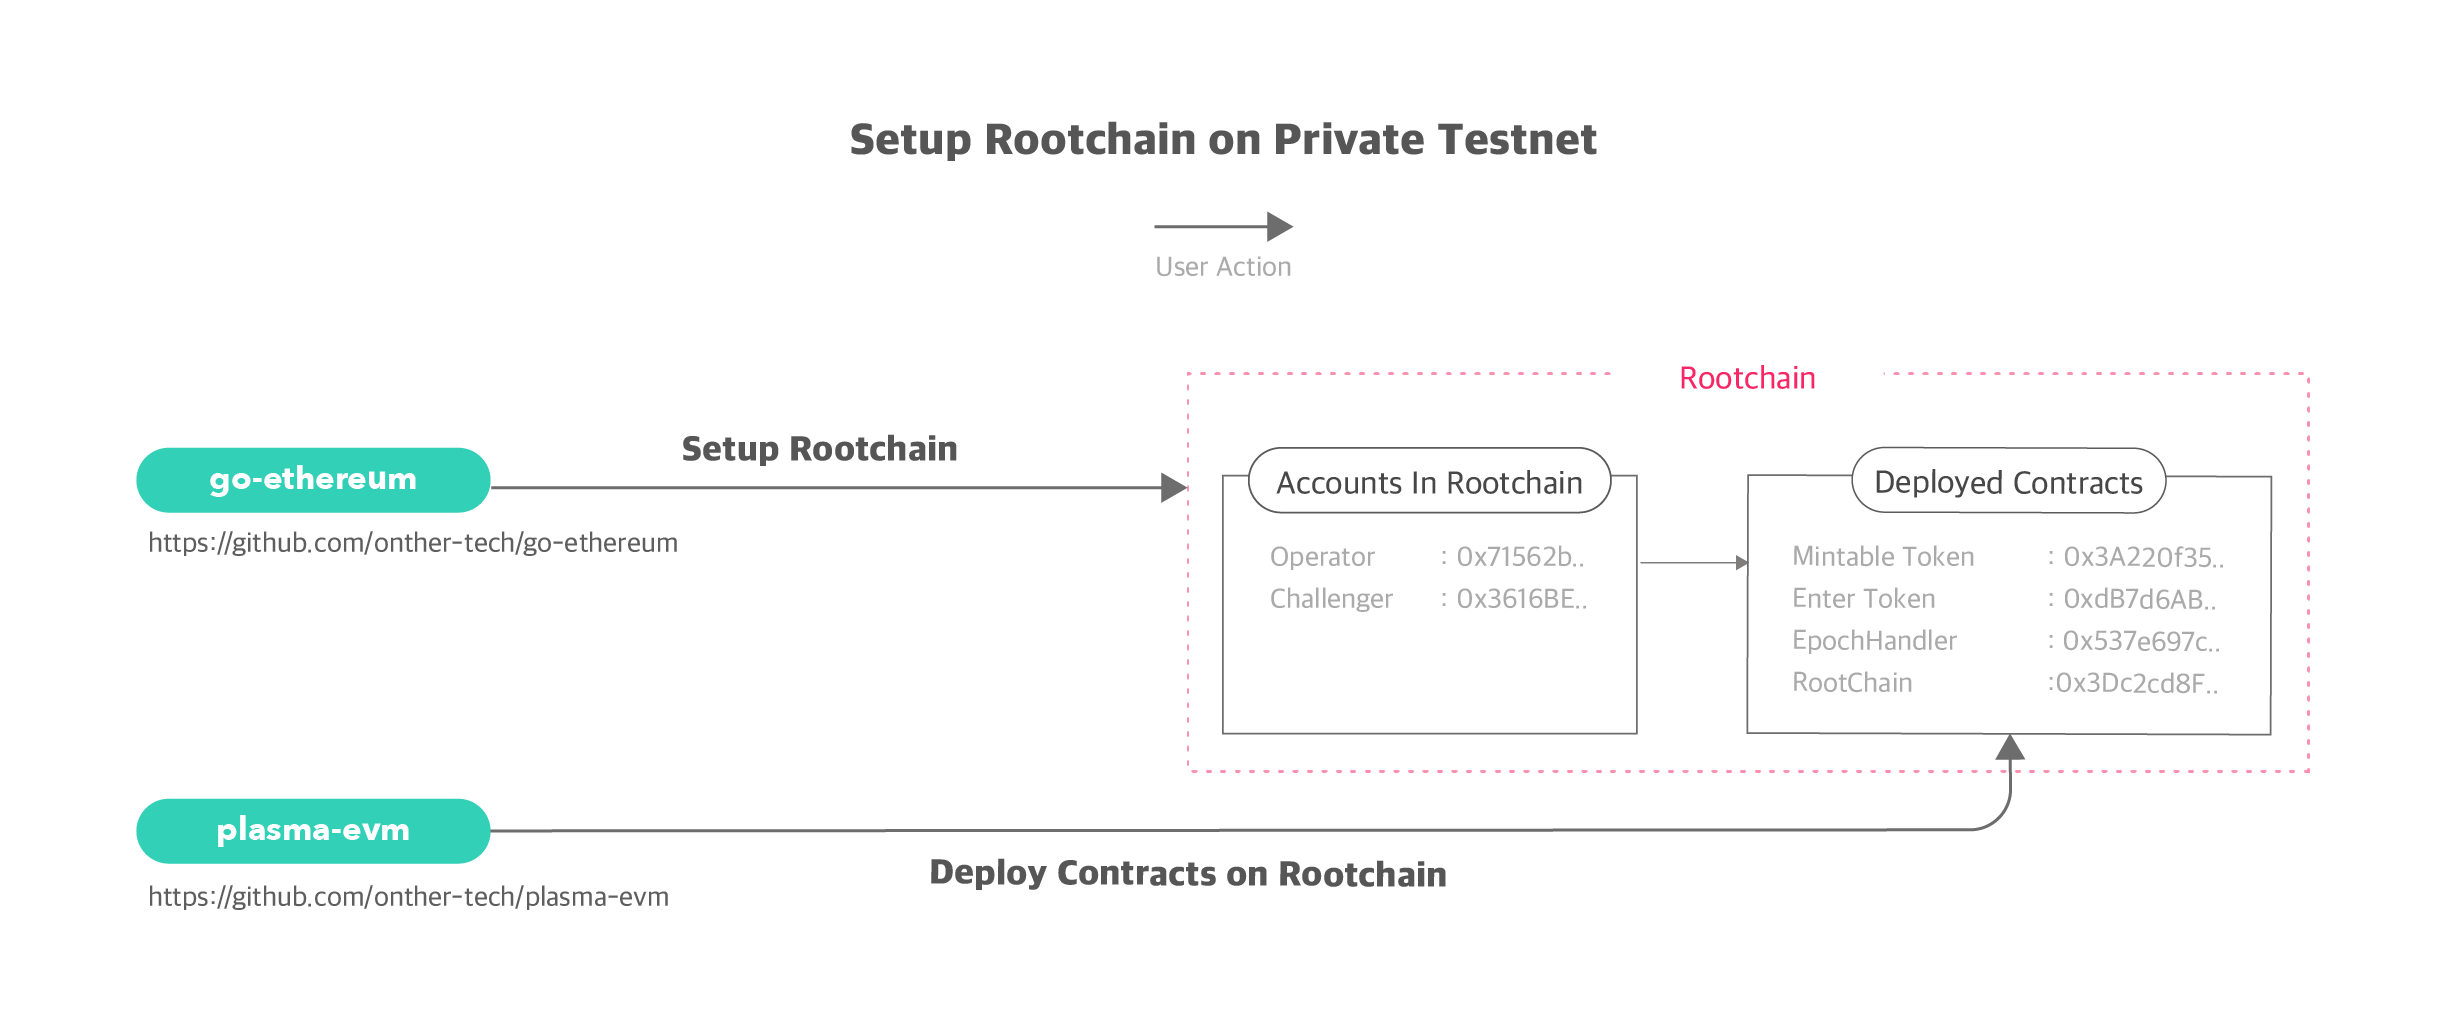 Setup Rootchain on Private Testnet
User Action
Rootchain
Setup Rootchain
go-ethereum
https://github.com/onther-tech/go-ethereum
Accounts In Rootchain
Operator : 0x71562b..
Challenger : 0x3616BE..
Deployed Contracts
Mintable Token : 0x3A220f35..
Enter Token : 0xdB7d6AB..
EpochHandler : 0x537e697c..
RootChain :0x3Dc2cd8F..
plasma-evm
Deploy Contracts on Rootchain
https://github.com/onther-tech/plasma-evm